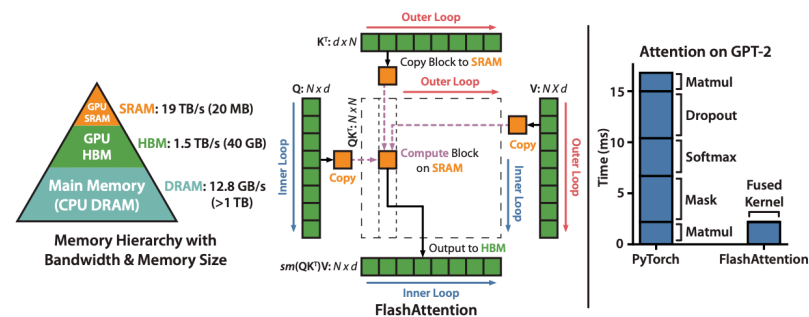 GPU
SRAM
GPU
HBM
Main Memory
(CPU DRAM)
SRAM: 19 TB/s (20 MB)
HBM: 1.5 TB/s (40 GB)
DRAM: 12.8 GB/s
(>1 TB)
Memory Hierarchy with
Bandwidth & Memory Size
Outer Loop
Kᵀ: d x N
Copy Block to SRAM
Outer Loop
Q: N x d
V: N X d
QKᵀ: N x N
Inner Loop
Copy
Compute Block
on SRAM
Copy
Inner Loop
Outer Loop
Output to HBM
sm(QKᵀ)V: N x d
Inner Loop
FlashAttention
Attention on GPT-2
Time (ms)
15
10
5
0
Matmul
Dropout
Softmax
Mask
Matmul
Fused
Kernel
PyTorch
FlashAttention